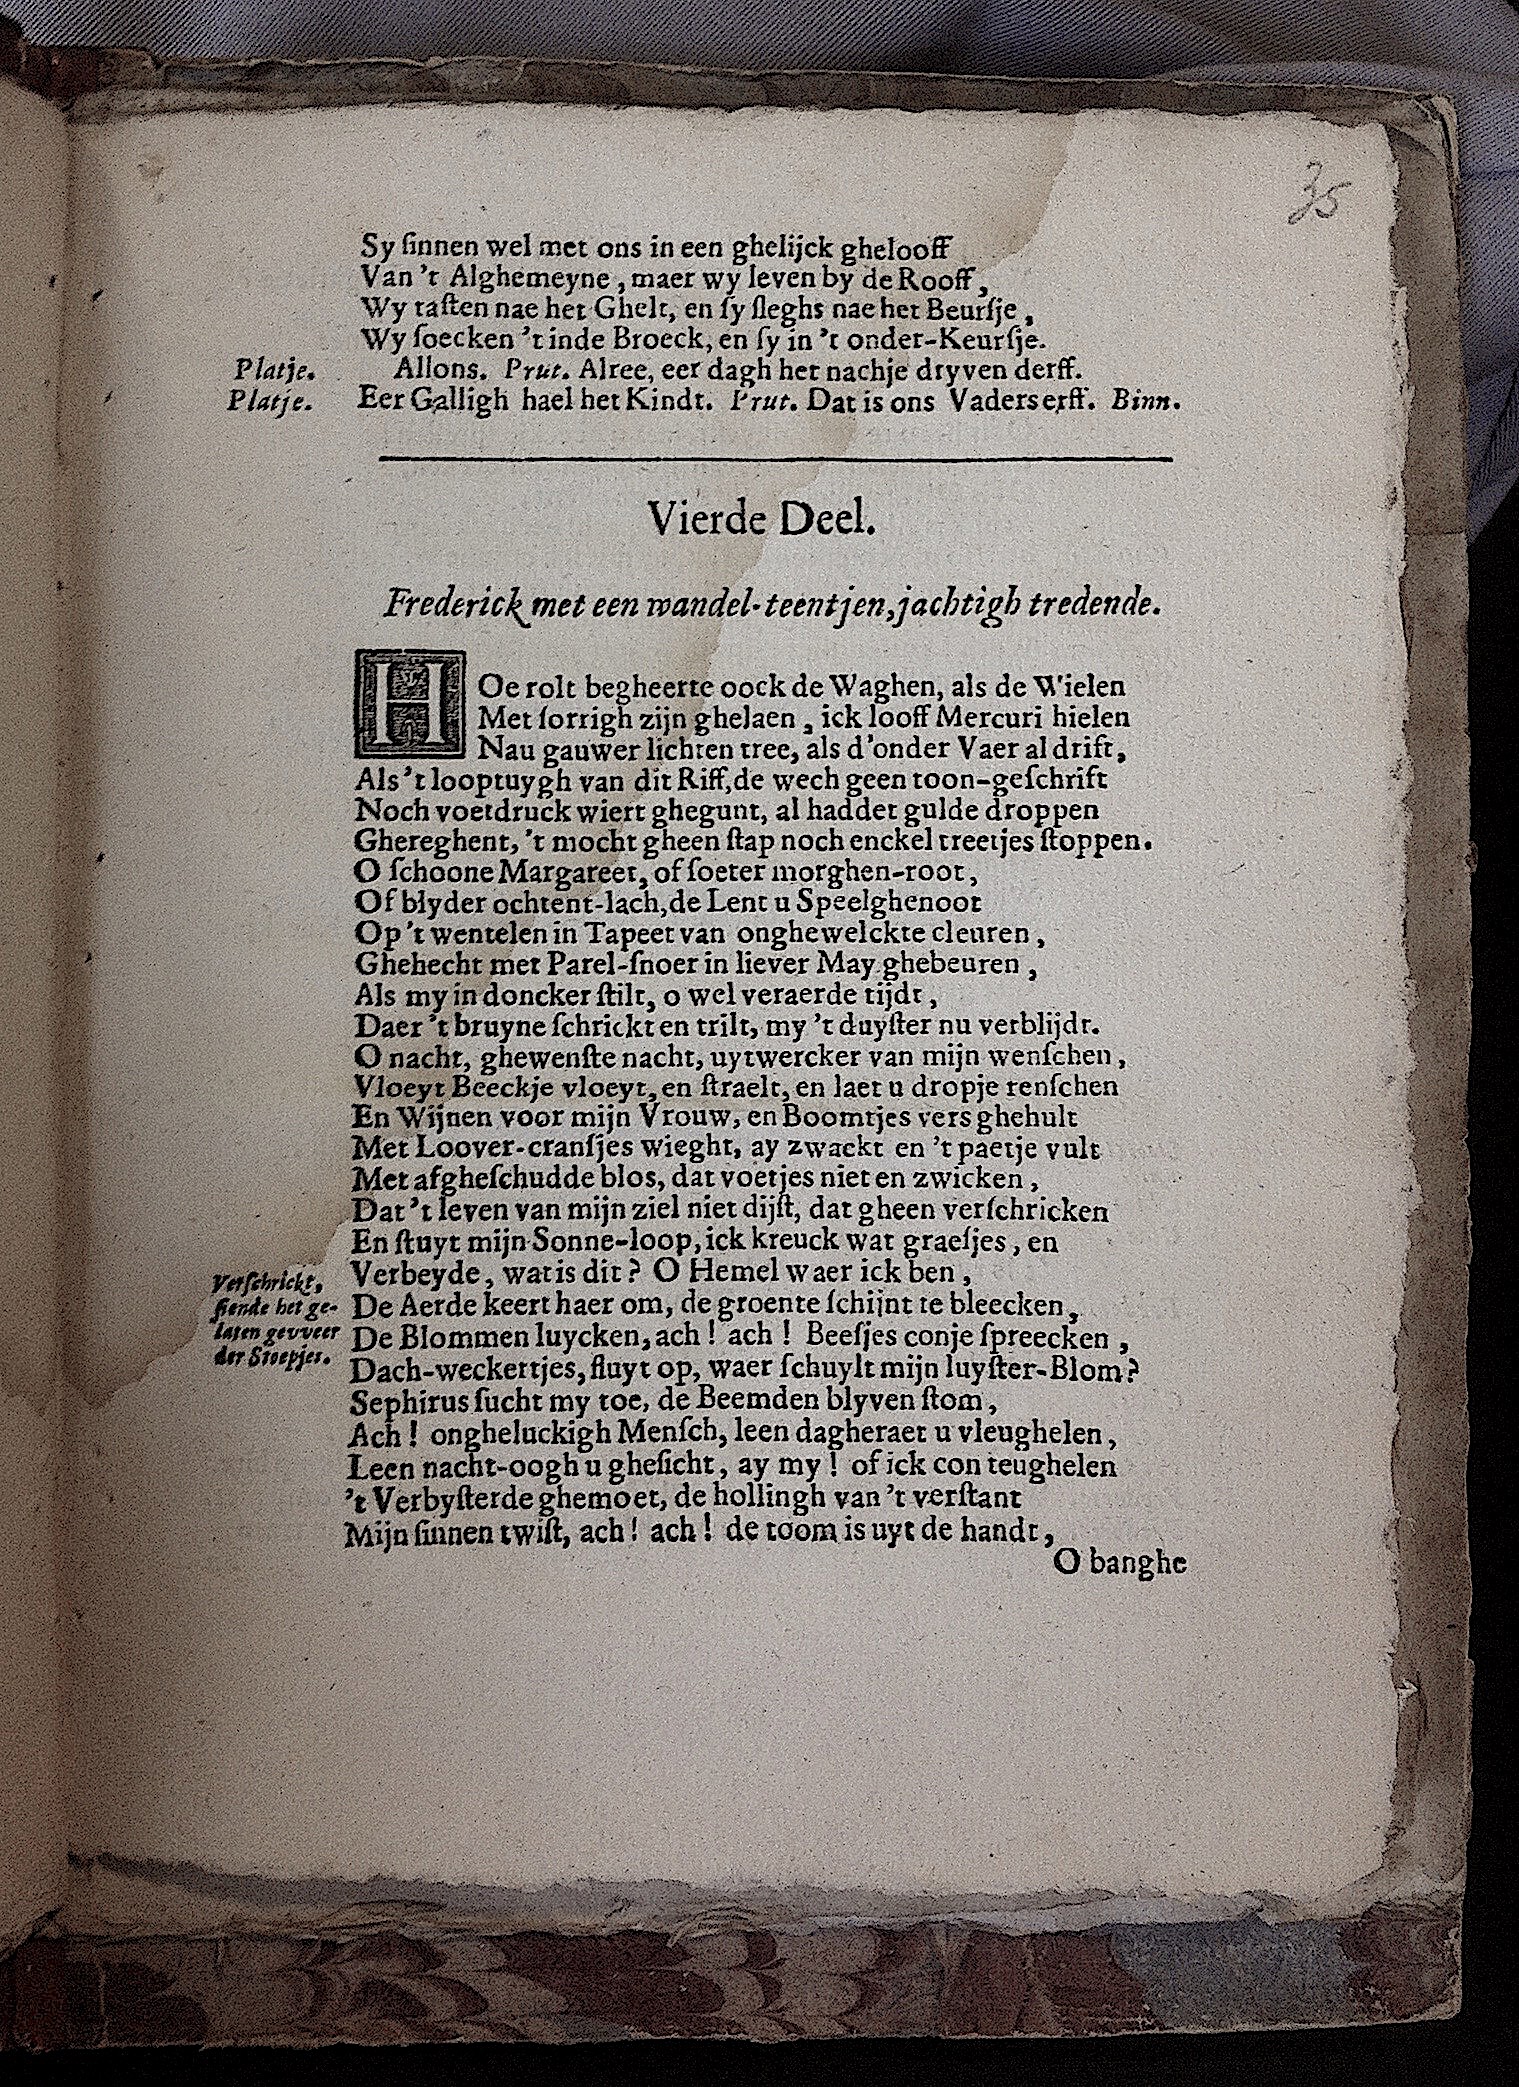 35
Sy ſinnen wel met ons in een ghelijck ghelooff
Van 't Alghemeyne, maer wy leven by de Rooff,
Wy taſten nae het Ghelt, en ſy ſleghs nae het Beurſje,
Wy ſoecken 't inde Broeck, en ſy in 't onder-Keurſje.
Platje. Allons. Prut. Alree, eer dagh het nachje dryven derff.
Platje. Eer Galligh hael het Kindt. Prut. Dat is ons Vaders erff. Binn.
Vierde Deel.
Frederick met een wandel-teentjen, jachtigh tredende.
HOe rolt begheerte oock de Waghen, als de Wielen
Met ſorrigh zijn ghelaen, ick looff Mercuri hielen
Nau gauwer lichten tree, als d'onder Vaer al drift,
Als 't looptuygh van dit Riff, de wech geen toon-geſchrift
Noch voetdruck wiert ghegunt, al haddet gulde droppen
Ghereghent, 't mocht gheen ſtap noch enckel treetjes ſtoppen.
O ſchoone Margareet, of ſoeter morghen-root,
Of blyder ochtent-lach, de Lent u Speelghenoot
Op 't wentelen in Tapeet van onghewelckte cleuren,
Ghehecht met Parel-ſnoer in liever May ghebeuren,
Als my in doncker ſtilt, o wel veraerde tijdt,
Daer 't bruyne ſchrickt en trilt, my 't duyſter nu verblijdt.
O nacht, ghewenſte nacht, uytwercker van mijn wenſchen,
Vloeyt Beeckje vloeyt, en ſtraelt, en laet u dropje renſchen
En Wijnen voor mijn Vrouw, en Boomtjes vers ghehult
Met Loover-cranſjes wieght, ay zwackt en 't paetje vult
Met afgheſchudde blos, dat voetjes niet en zwicken,
Dat 't leven van mijn ziel niet dijſt, dat gheen verſchricken
En ſtuyt mijn Sonne-loop, ick kreuck wat graeſjes, en
Verſchrickt, Verbeyde, wat is dit? O Hemel waer ick ben,
ſiende het ge- De Aerde keert haer om, de groente ſchijnt te bleecken,
laten gevveer De Blommen luycken, ach! ach! Beeſjes conje ſpreecken,
der Stoepjes. Dach-weckertjes, fluyt op, waer ſchuylt mijn luyſter-Blom?
Sephirus ſucht my toe, de Beemden blyven ſtom,
Ach! ongheluckigh Menſch, leen dagheraet u vleughelen,
Leen nacht-oogh u gheſicht, ay my! of ick con teughelen
't Verbyſterde ghemoet, de hollingh van 't verſtant
Mijn ſinnen twiſt, ach! ach! de toom is uyt de handt,
O banghe